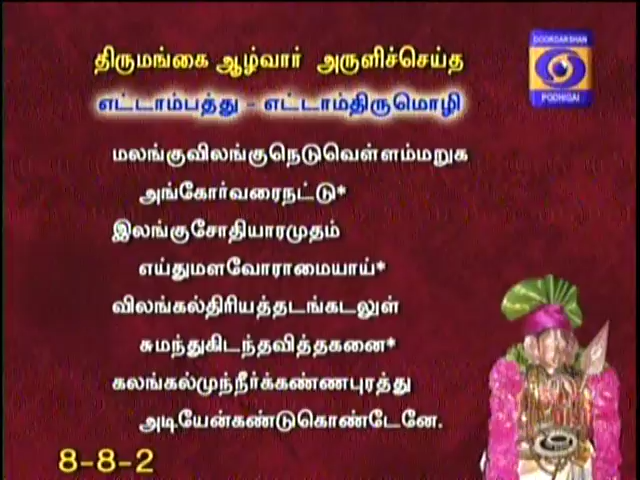 திருமங்கை ஆழ்வார் அருளிச்செய்த
DOORDARSHAN
PODHIGAI
எட்டாம்பத்து - எட்டாம்திருமொழி
மலங்குவிலங்குநெடுவெள்ளம்மறுக
அங்கோர்வரைநட்டு*
இலங்குசோதியாரமுதம்
எய்துமளவோராமையாய்*
விலங்கல்திரியத்தடங்கடலுள்
சுமந்துகிடந்தவித்தகனை*
கலங்கல்முந்நீர்க்கண்ணபுரத்து
அடியேன்கண்டுகொண்டேனே.
8-8-2